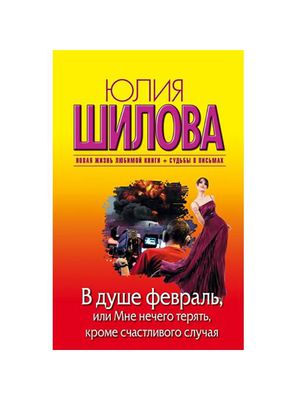 ЮЛИЯ
ШИЛОВА
НОВАЯ ЖИЗНЬ ЛЮБИМОЙ КНИГИ + СУДЬБЫ В ПИСЬМАХ
В душе февраль,
или Мне нечего терять,
кроме счастливого случая